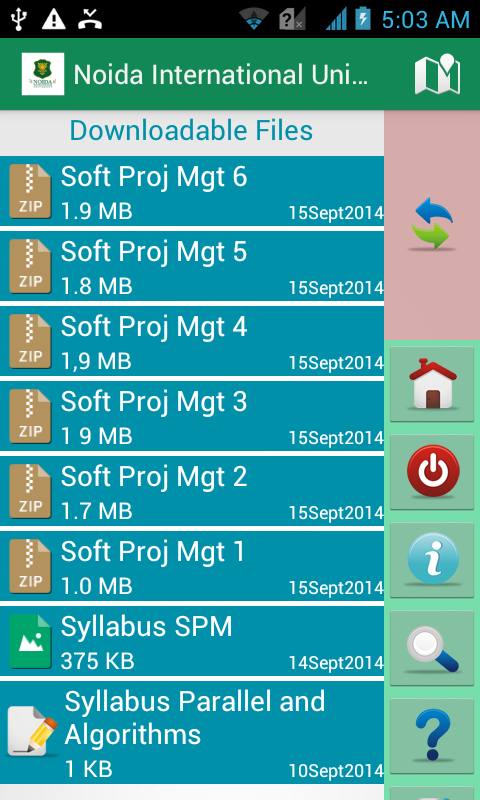 5:03 AM
NOIDA
Noida International Uni...
Downloadable Files
Soft Proj Mgt 6
ZIP
1.9 MB
15Sept2014
Soft Proj Mgt 5
ZIP
1.8 MB
15Sept2014
Soft Proj Mgt 4
ZIP
1,9 MB
15Sept2014
Soft Proj Mgt 3
ZIP
1 9 MB
15Sept2014
Soft Proj Mgt 2
ZIP
1.7 MB
15Sept2014
Soft Proj Mgt 1
ZIP
1.0 MB
15Sept2014
Syllabus SPM
375 KB
14Sept2014
Syllabus Parallel and
Algorithms
1 KB
10Sept2014